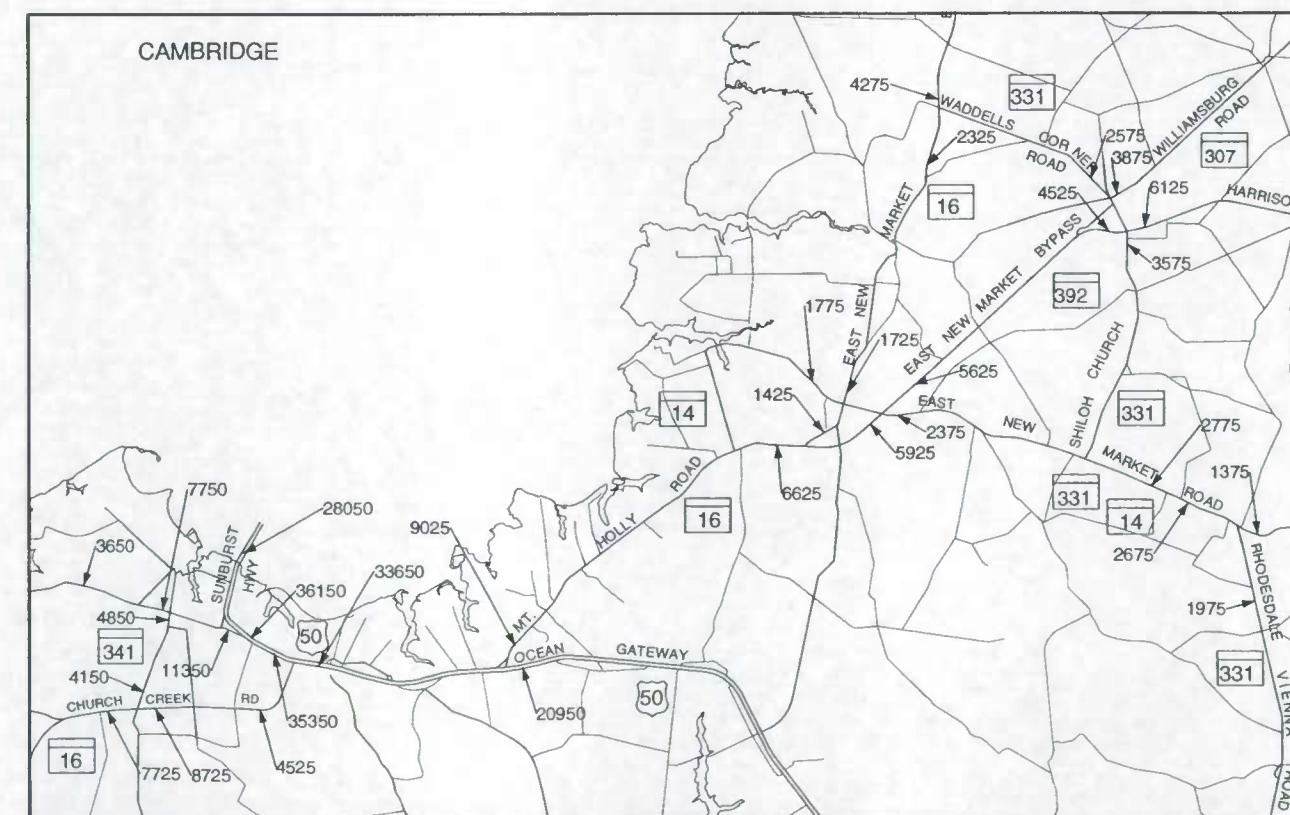 CAMBRIDGE
4275
331
WADDELLS CORNER ROAD
WILLIAMSBURG ROAD
2575
3875
307
2325
4525
6125
HARRISO
16
MARKET
EAST NEW
EAST NEW MARKET BYPASS
3575
392
1775
1725
SHILOH CHURCH
5625
1425
14
EAST NEW MARKET ROAD
331
2375
2775
5925
1375
HOLLY ROAD
6625
331
14
16
2675
7750
28050
9025
3650
SUNBURST HWY
36150
33650
RHODESDALE
1975
MT.
4850
50
341
11350
OCEAN GATEWAY
331
4150
50
CHURCH CREEK RD
VIENNA ROAD
35350
20950
16
7725
8725
4525